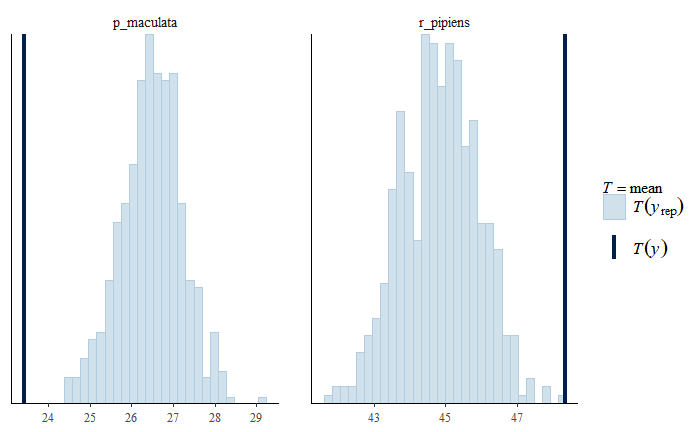 p_maculata
r_pipiens
24 25 26 27 28 29
43 45 47
T = mean
T(y_rep)
T(y)